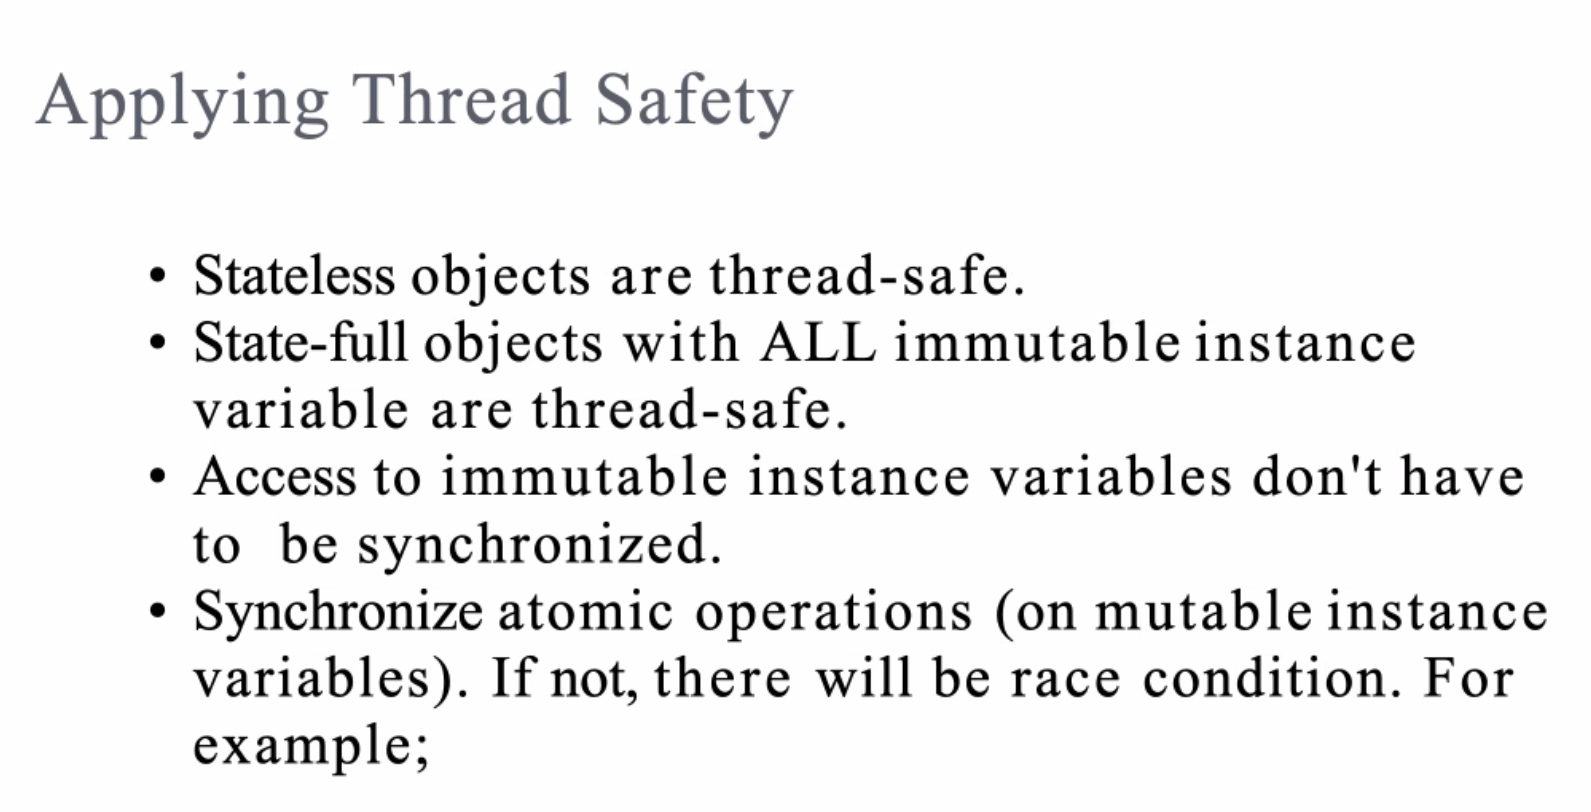 Applying Thread Safety
• Stateless objects are thread-safe.
• State-full objects with ALL immutable instance
variable are thread-safe.
• Access to immutable instance variables don't have
to be synchronized.
• Synchronize atomic operations (on mutable instance
variables). If not, there will be race condition. For
example;